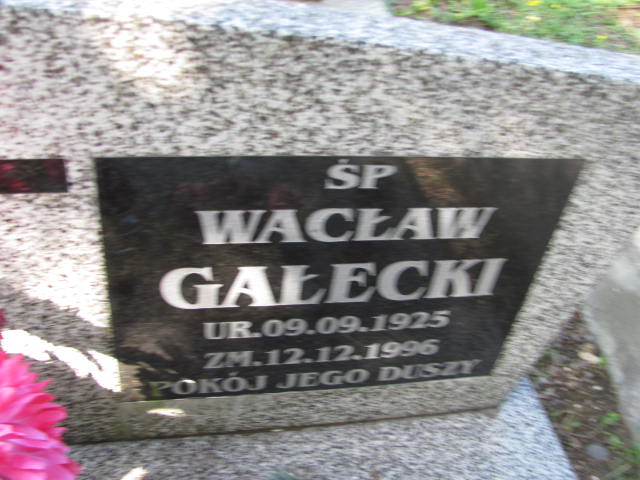 ŚP
WACŁAW
GAŁECKI
UR.09.09.1925
ZM.12.12.1996
POKÓJ JEGO DUSZY